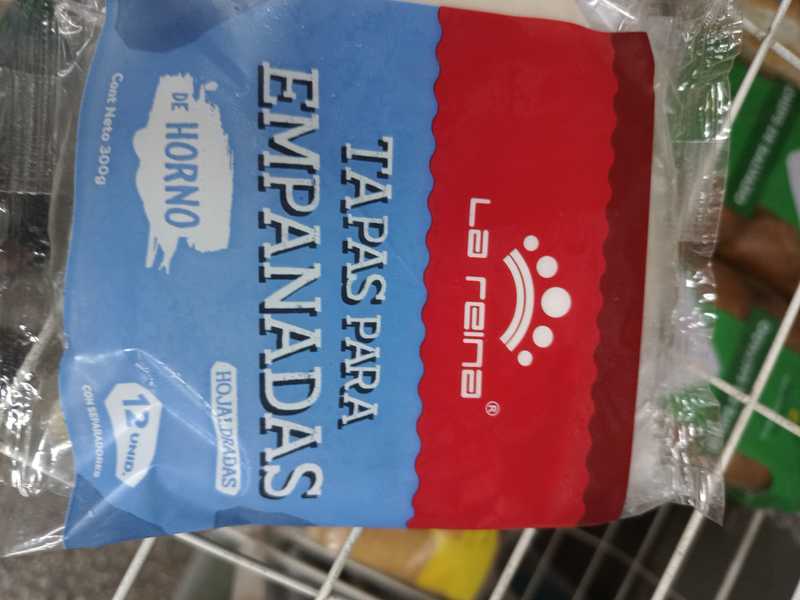 La reina®
TAPAS PARA
EMPANADAS
HOJALDRADAS
DE HORNO
12 UNID.
CON SEPARADORES
Cont Neto 300g